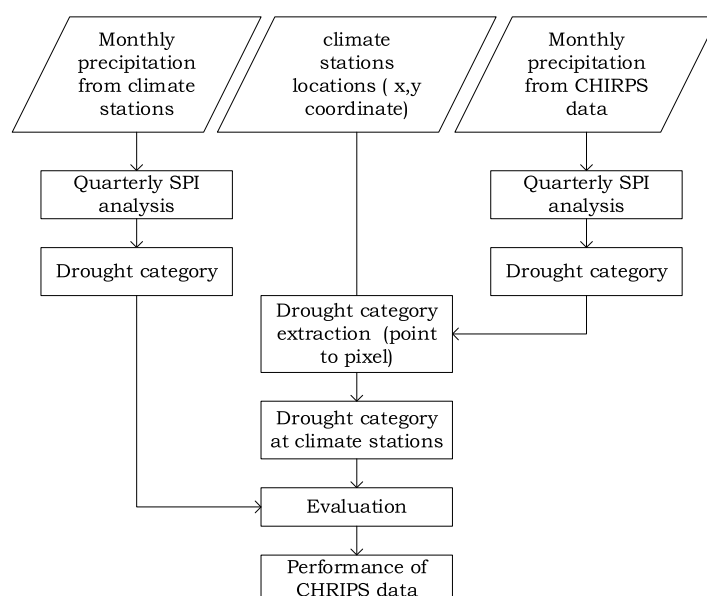 Monthly
precipitation
from climate
stations
climate
stations
locations ( x,y
coordinate)
Monthly
precipitation
from CHIRPS
data
Quarterly SPI
analysis
Quarterly SPI
analysis
Drought category
Drought category
Drought category
extraction (point
to pixel)
Drought category
at climate stations
Evaluation
Performance of
CHRIPS data